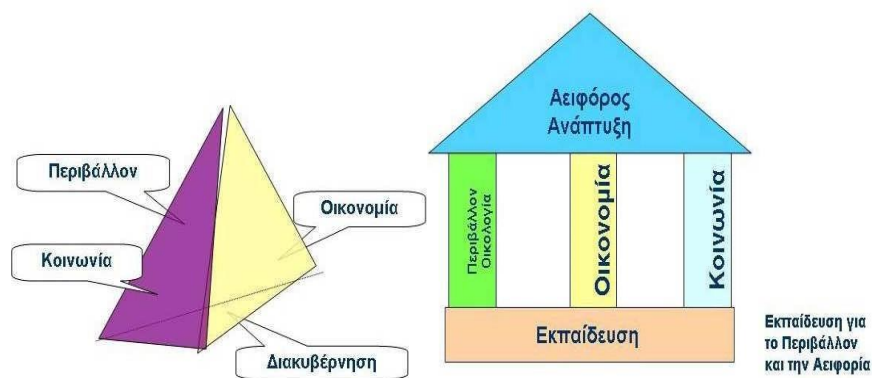 Περιβάλλον
Κοινωνία
Οικονομία
Διακυβέρνηση
Αειφόρος
Ανάπτυξη
Περιβάλλον
Οικολογία
Οικονομία
Κοινωνία
Εκπαίδευση
Εκπαίδευση για
το Περιβάλλον
και την Αειφορία